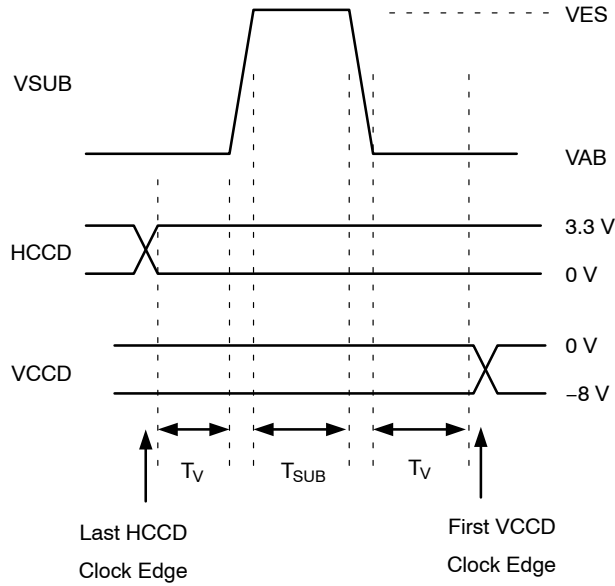 VES
VSUB
VAB
3.3 V
HCCD
0 V
0 V
VCCD
−8 V
TV TSUB TV
Last HCCD
Clock Edge
First VCCD
Clock Edge